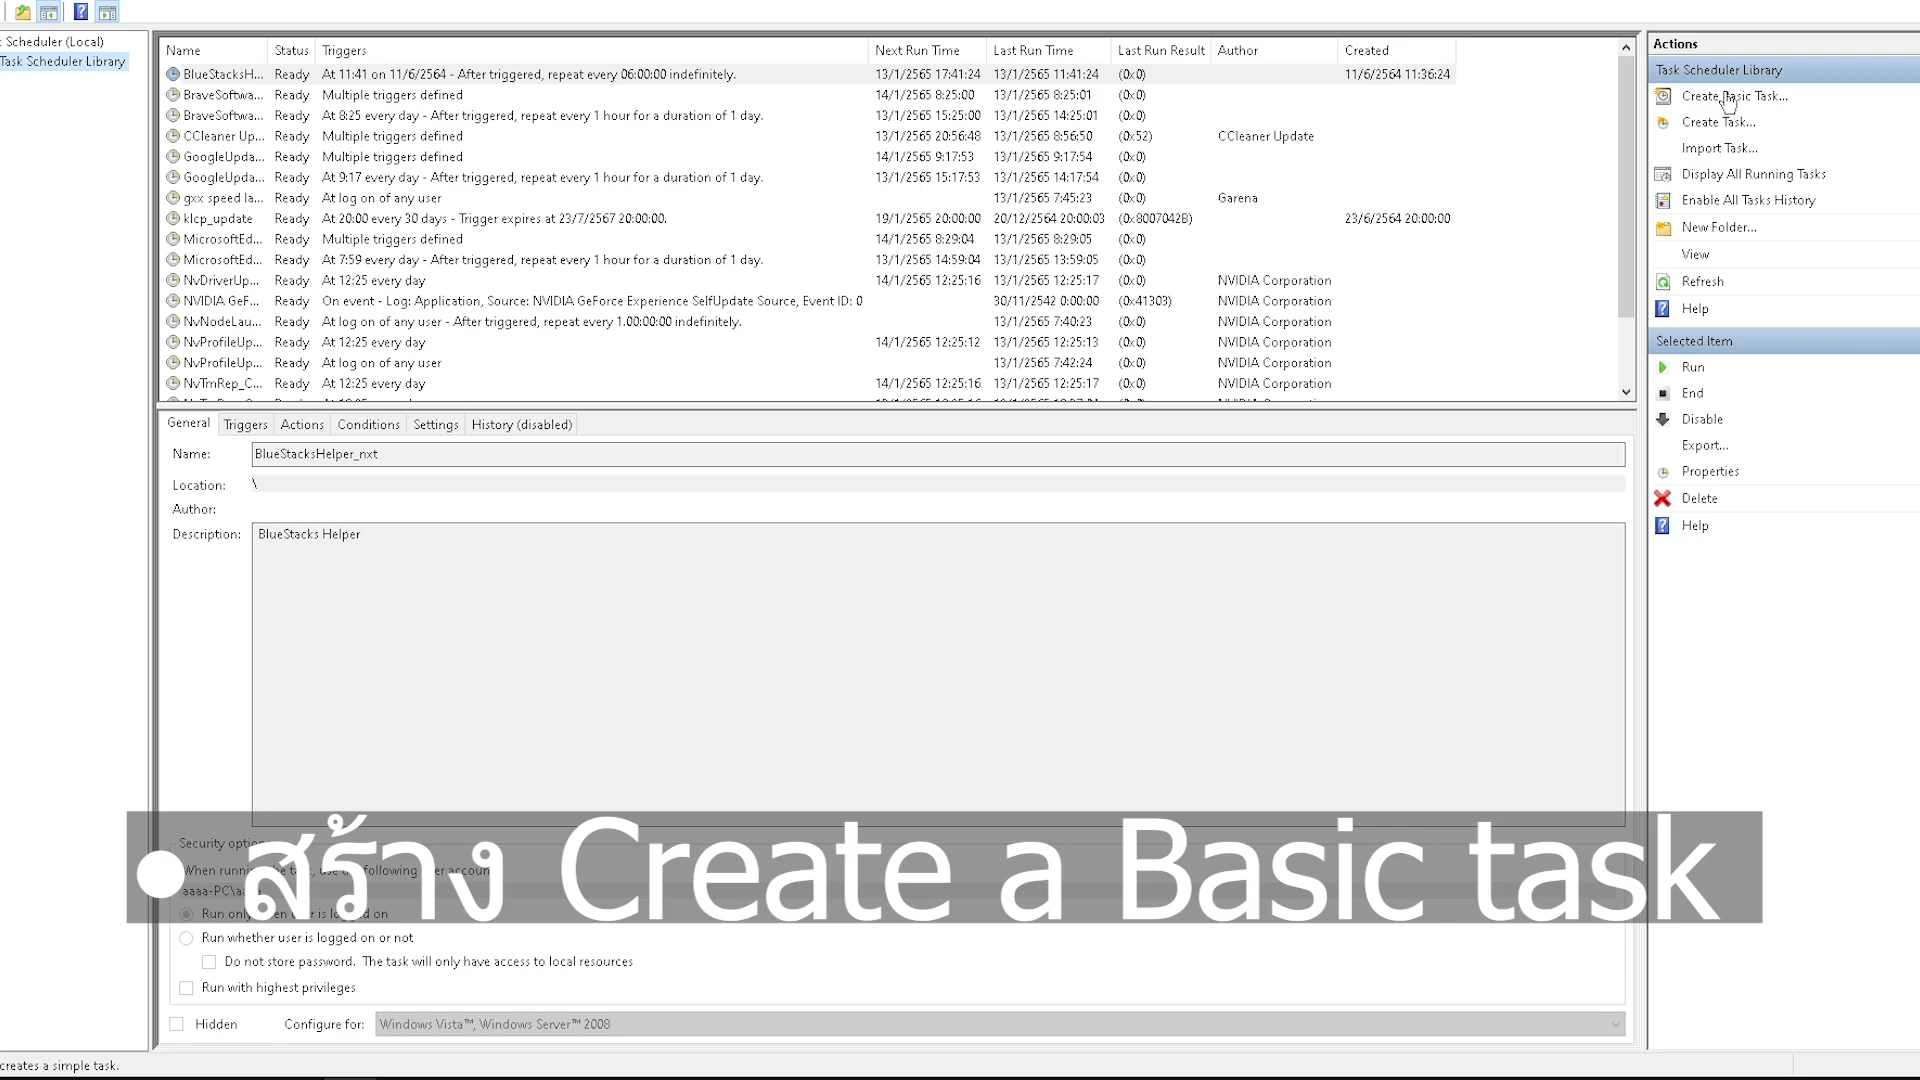 Scheduler (Local)
Task Scheduler Library
Name Status Triggers Next Run Time Last Run Time Last Run Result Author Created
BlueStacksH... Ready At 11:41 on 11/6/2564 - After triggered, repeat every 06:00:00 indefinitely. 13/1/2565 17:41:24 13/1/2565 11:41:24 (0x0) 11/6/2564 11:36:24
BraveSoftwa... Ready Multiple triggers defined 14/1/2565 8:25:00 13/1/2565 8:25:01 (0x0)
BraveSoftwa... Ready At 8:25 every day - After triggered, repeat every 1 hour for a duration of 1 day. 13/1/2565 15:25:00 13/1/2565 14:25:01 (0x0)
CCleaner Up... Ready Multiple triggers defined 13/1/2565 20:56:48 13/1/2565 8:56:50 (0x52) CCleaner Update
GoogleUpda... Ready Multiple triggers defined 14/1/2565 9:17:53 13/1/2565 9:17:54 (0x0)
GoogleUpda... Ready At 9:17 every day - After triggered, repeat every 1 hour for a duration of 1 day. 13/1/2565 15:17:53 13/1/2565 14:17:54 (0x0)
gxx speed la... Ready At log on of any user 13/1/2565 7:45:23 (0x0) Garena
klcp_update Ready At 20:00 every 30 days - Trigger expires at 23/7/2567 20:00:00. 19/1/2565 20:00:00 20/12/2564 20:00:03 (0x8007042B) 23/6/2564 20:00:00
MicrosoftEd... Ready Multiple triggers defined 14/1/2565 8:29:04 13/1/2565 8:29:05 (0x0)
MicrosoftEd... Ready At 7:59 every day - After triggered, repeat every 1 hour for a duration of 1 day. 13/1/2565 14:59:04 13/1/2565 13:59:05 (0x0)
NvDriverUp... Ready At 12:25 every day 14/1/2565 12:25:16 13/1/2565 12:25:17 (0x0) NVIDIA Corporation
NVIDIA GeF... Ready On event - Log: Application, Source: NVIDIA GeForce Experience SelfUpdate Source, Event ID: 0 30/11/2542 0:00:00 (0x41303) NVIDIA Corporation
NvNodeLau... Ready At log on of any user - After triggered, repeat every 1.00:00:00 indefinitely. 13/1/2565 7:40:23 (0x0) NVIDIA Corporation
NvProfileUp... Ready At 12:25 every day 14/1/2565 12:25:12 13/1/2565 12:25:13 (0x0) NVIDIA Corporation
NvProfileUp... Ready At log on of any user 13/1/2565 7:42:24 (0x0) NVIDIA Corporation
NvTmRep_C... Ready At 12:25 every day 14/1/2565 12:25:16 13/1/2565 12:25:17 (0x0) NVIDIA Corporation
General Triggers Actions Conditions Settings History (disabled)
Name: BlueStacksHelper_nxt
Location: \
Author:
Description: BlueStacks Helper
Security
When the use following
aaaa-PC\
Run is on
• สร้าง Create a Basic task
Run whether user is logged on or not
Do not store password. The task will only have access to local resources
Run with highest privileges
Hidden Configure for: Windows Vista™, Windows Server™ 2008
creates a simple task.
Actions
Task Scheduler Library
Create Basic Task...
Create Task...
Import Task...
Display All Running Tasks
Enable All Tasks History
New Folder...
View
Refresh
Help
Selected Item
Run
End
Disable
Export...
Properties
Delete
Help